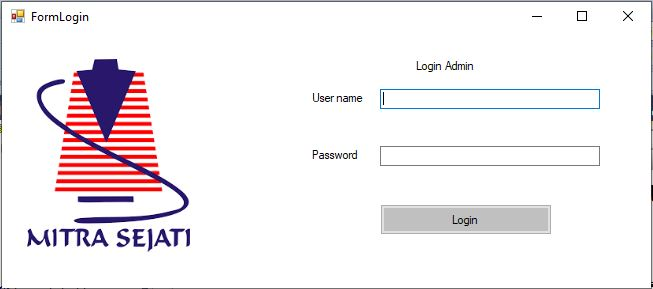 FormLogin
Login Admin
User name
Password
Login
MITRA SEJATI